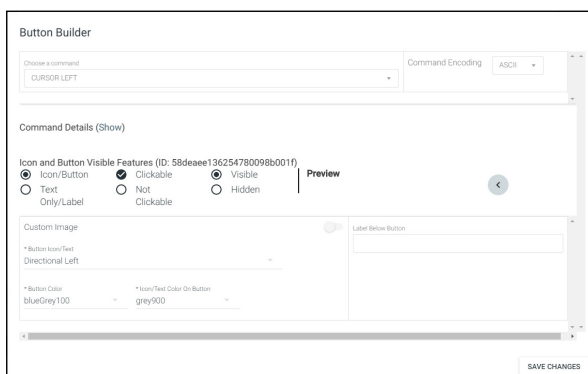 Button Builder
Choose a command
CURSOR LEFT
Command Encoding
ASCII
Command Details (Show)
Icon and Button Visible Features (ID: 58deaee136254780098b001f)
Icon/Button
Clickable
Visible
Preview
Text Only/Label
Not Clickable
Hidden
Custom Image
Label Below Button
* Button Icon/Text
Directional Left
* Button Color
* Icon/Text Color On Button
blueGrey100
grey900
SAVE CHANGES